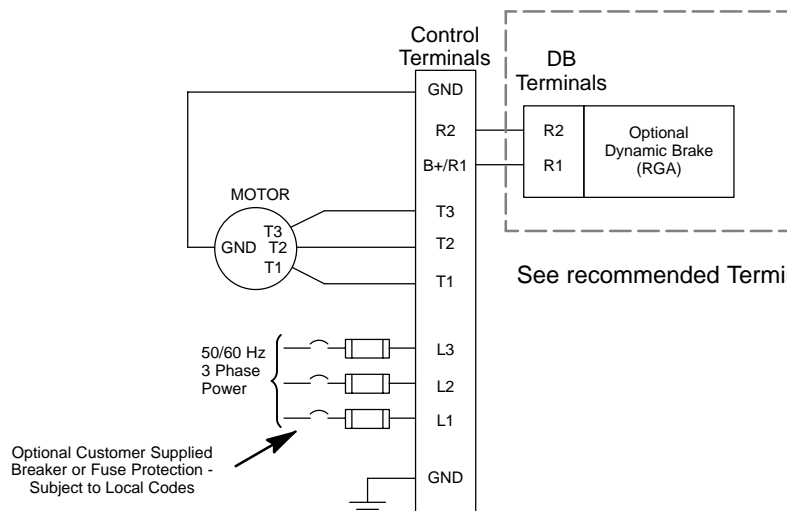 Control
Terminals
GND
R2
B+/R1
T3
T2
T1
L3
L2
L1
GND
DB
Terminals
R2
R1
Optional
Dynamic Brake
(RGA)
MOTOR
T3
GND T2
T1
See recommended Termi
50/60 Hz
3 Phase
Power
Optional Customer Supplied
Breaker or Fuse Protection -
Subject to Local Codes